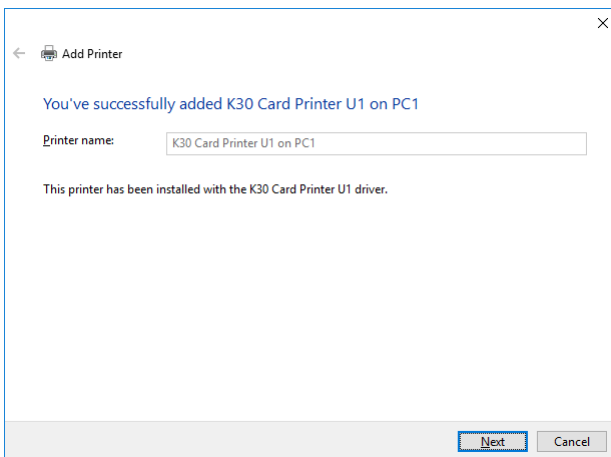 Add Printer
You've successfully added K30 Card Printer U1 on PC1
Printer name: K30 Card Printer U1 on PC1
This printer has been installed with the K30 Card Printer U1 driver.
Next Cancel